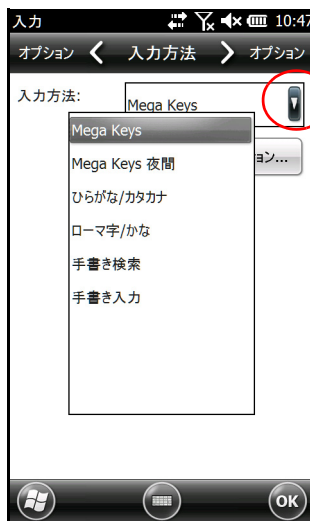 入力 10:47
オプション 入力方法 オプション
入力方法: Mega Keys
Mega Keys
ョン...
Mega Keys 夜間
ひらがな/カタカナ
ローマ字/かな
手書き検索
手書き入力
OK